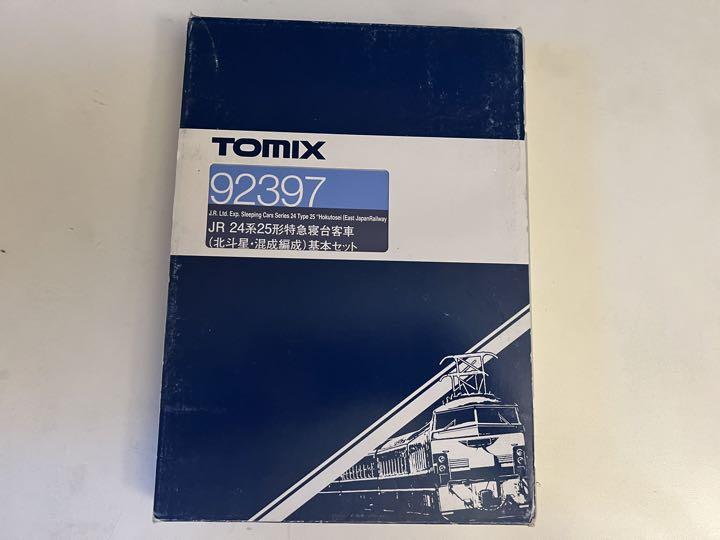 TOMIX
92397
J.R. Ltd. Exp. Sleeping Cars Series 24 Type 25 "Hokutosei (East JapanRailway
JR 24系25形特急寝台客車
(北斗星・混成編成)基本セット